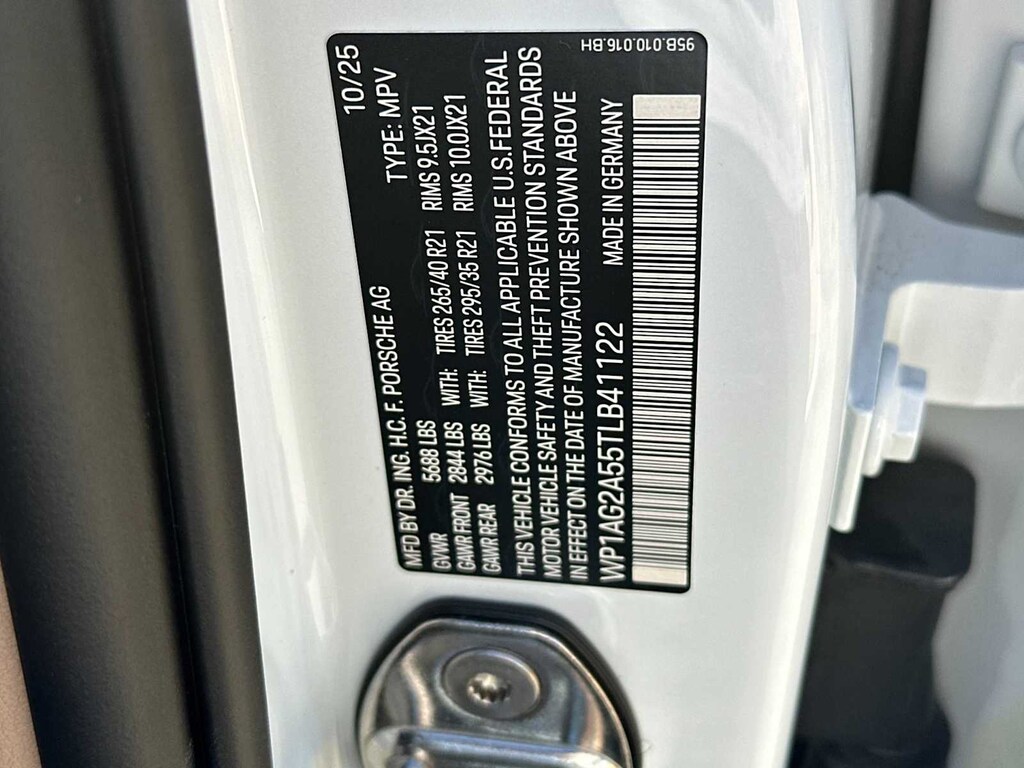 MFD BY DR. ING. H.C. F. PORSCHE AG 10/25
GVWR 5688 LBS TYPE: MPV
GAWR FRONT 2844 LBS WITH: TIRES 265/40 R21 RIMS 9.5JX21
GAWR REAR 2976 LBS WITH: TIRES 295/35 R21 RIMS 10.0JX21
THIS VEHICLE CONFORMS TO ALL APPLICABLE U.S. FEDERAL
MOTOR VEHICLE SAFETY AND THEFT PREVENTION STANDARDS
IN EFFECT ON THE DATE OF MANUFACTURE SHOWN ABOVE
WP1AG2A55TLB41122 MADE IN GERMANY
95B.010.016.BH